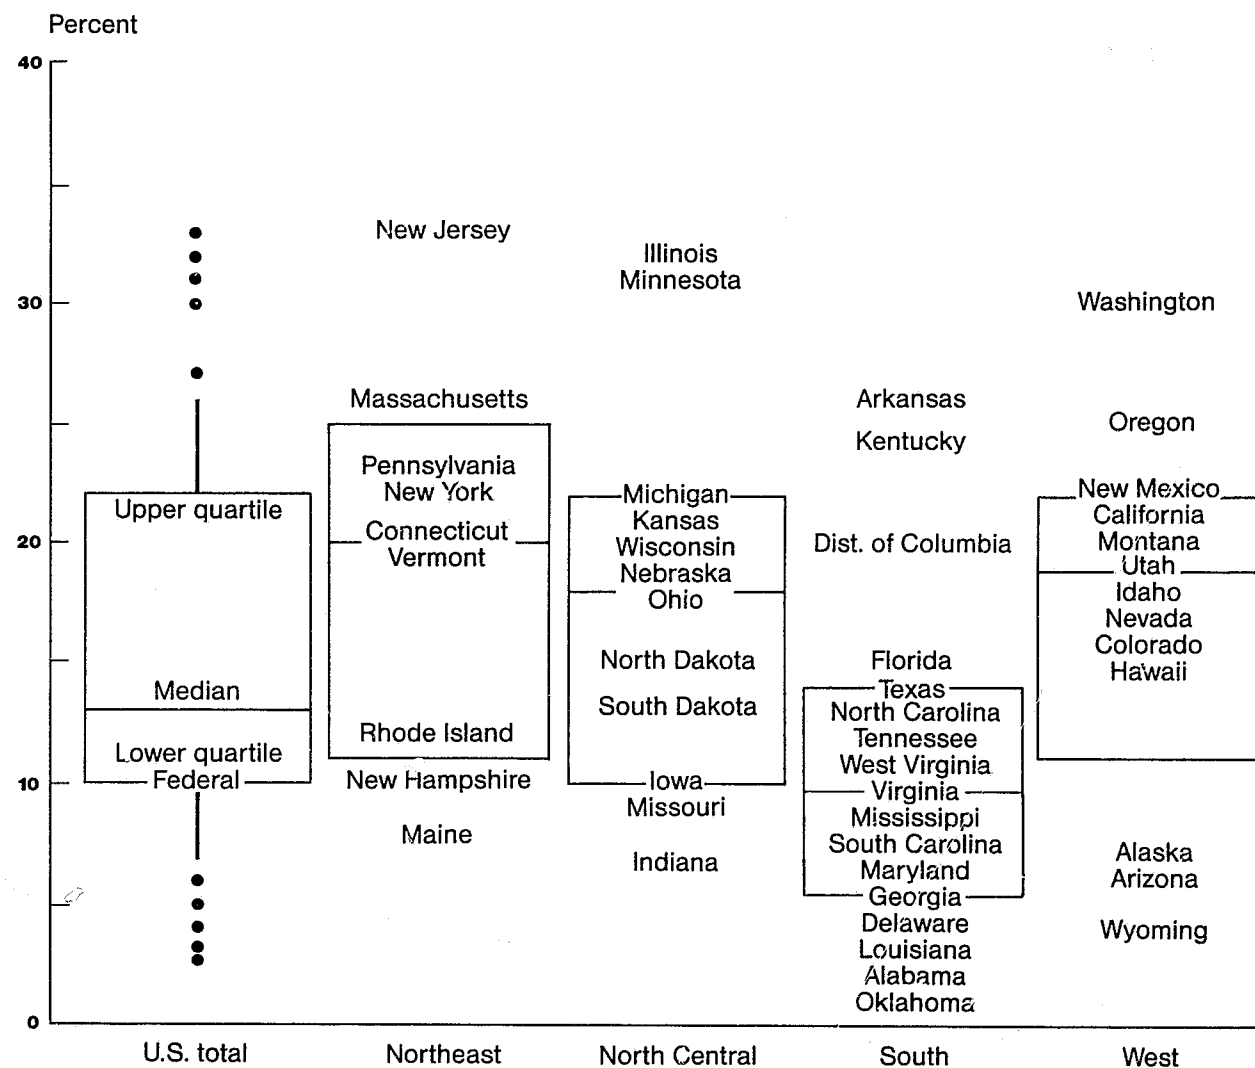 Percent
40
30
20
10
0
Upper quartile
Median
Lower quartile
Federal
New Jersey
Massachusetts
Pennsylvania
New York
Connecticut
Vermont
Rhode Island
New Hampshire
Maine
Illinois
Minnesota
Michigan
Kansas
Wisconsin
Nebraska
Ohio
North Dakota
South Dakota
Iowa
Missouri
Indiana
Arkansas
Kentucky
Dist. of Columbia
Florida
Texas
North Carolina
Tennessee
West Virginia
Virginia
Mississippi
South Carolina
Maryland
Georgia
Delaware
Louisiana
Alabama
Oklahoma
Washington
Oregon
New Mexico
California
Montana
Utah
Idaho
Nevada
Colorado
Hawaii
Alaska
Arizona
Wyoming
U.S. total
Northeast
North Central
South
West